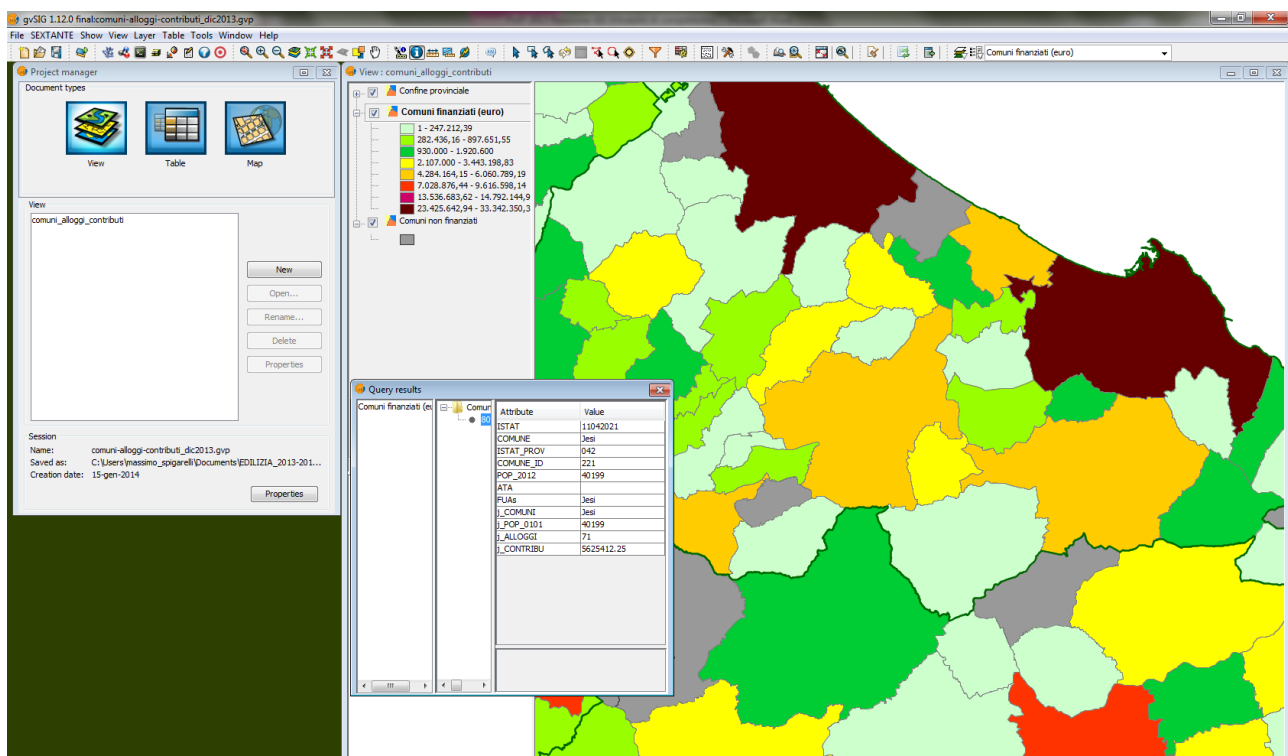 gvSIG 1.12.0 final:comuni-alloggi-contributi_dic2013.gvp
File SEXTANTE Show View Layer Table Tools Window Help
Comuni finanziati (euro)
Project manager
Document types
View Table Map
View
comuni_alloggi_contributi
New
Open...
Rename...
Delete
Properties
Session
Name: comuni-alloggi-contributi_dic2013.gvp
Saved as: C:\Users\massimo_spigarelli\Documents\EDILIZIA_2013-201...
Creation date: 15-gen-2014
Properties
View : comuni_alloggi_contributi
Confine provinciale
Comuni finanziati (euro)
1 - 247.212,39
282.436,16 - 897.651,55
930.000 - 1.920.600
2.107.000 - 3.443.198,83
4.284.164,15 - 6.060.789,19
7.028.876,44 - 9.616.598,14
13.536.683,62 - 14.792.144,9
23.425.642,94 - 33.342.350,3
Comuni non finanziati
Query results
Comuni finanziati (eu
Comun
80
Attribute Value
ISTAT 11042021
COMUNE Jesi
ISTAT_PROV 042
COMUNE_ID 221
POP_2012 40199
ATA
FUAs Jesi
j_COMUNI Jesi
j_POP_0101 40199
j_ALLOGGI 71
j_CONTRIBU 5625412.25